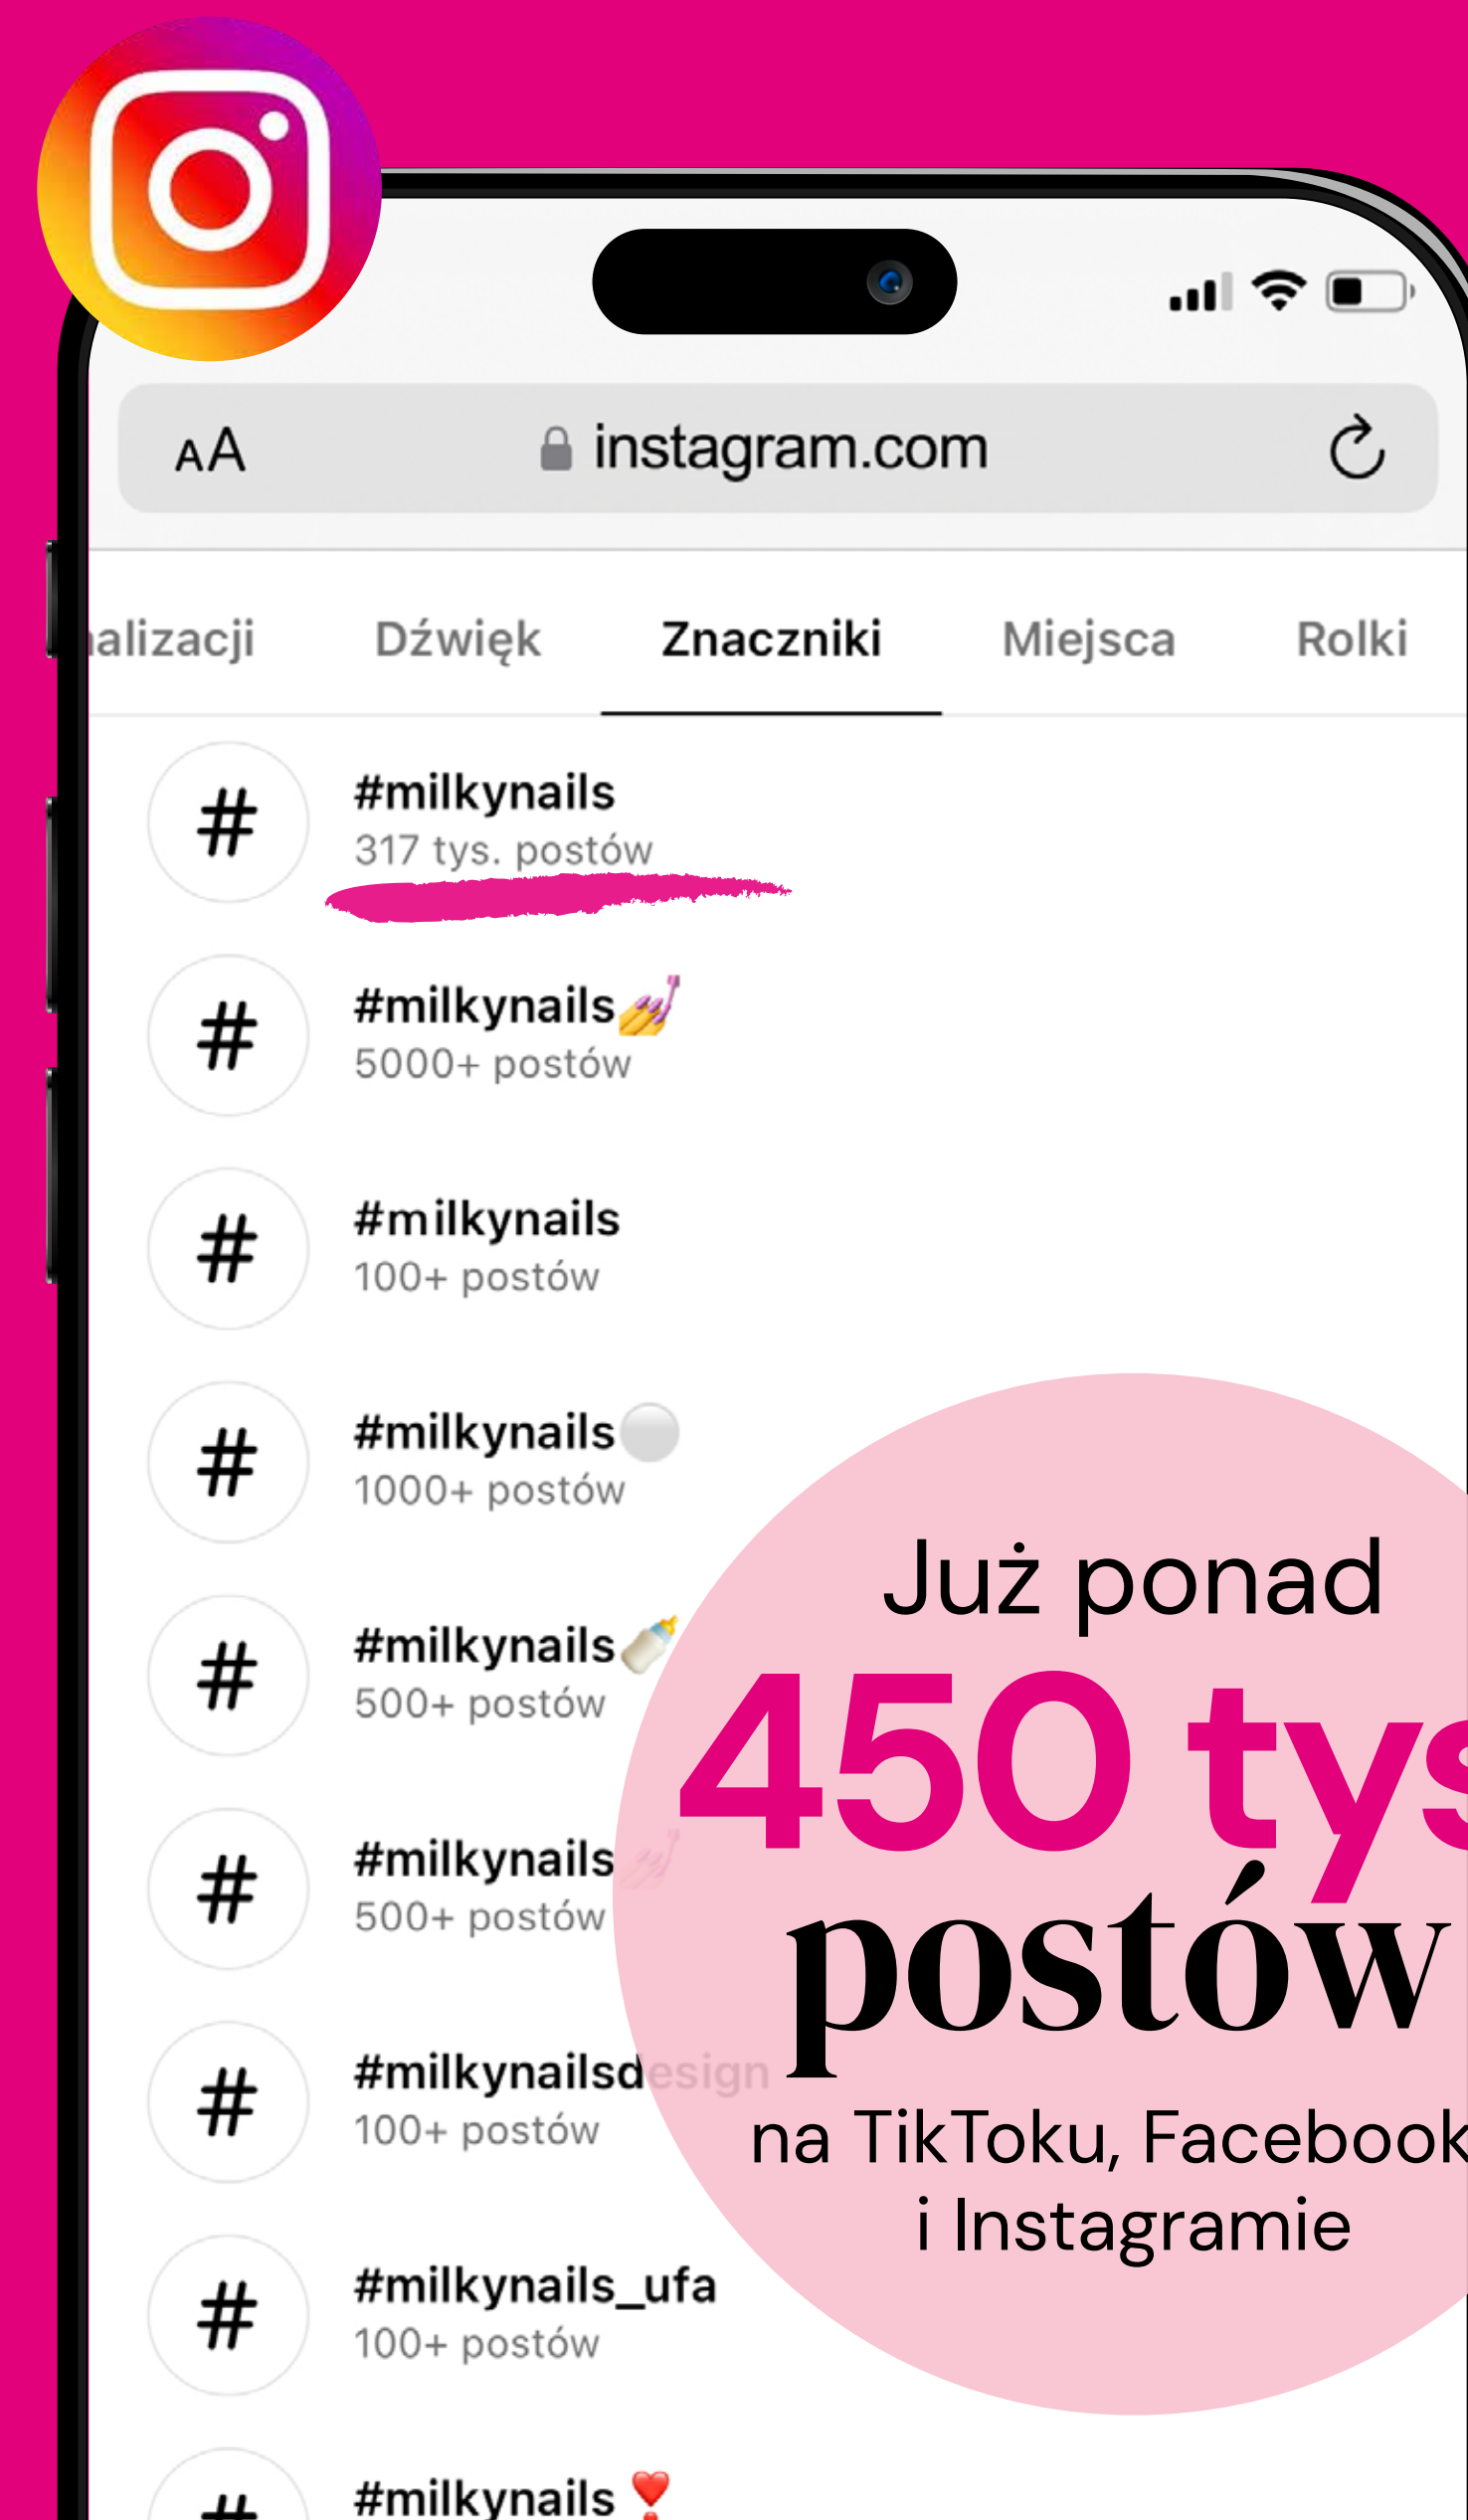 AA instagram.com
nalizacji Dźwięk Znaczniki Miejsca Rolki
# #milkynails
317 tys. postów
# #milkynails💅
5000+ postów
# #milkynails
100+ postów
# #milkynails⚪
1000+ postów
# #milkynails🍼
500+ postów
# #milkynails💅
500+ postów
# #milkynailsdesign
100+ postów
# #milkynails_ufa
100+ postów
# #milkynails❣️
Już ponad
450 tys
postów
na TikToku, Facebook
i Instagramie